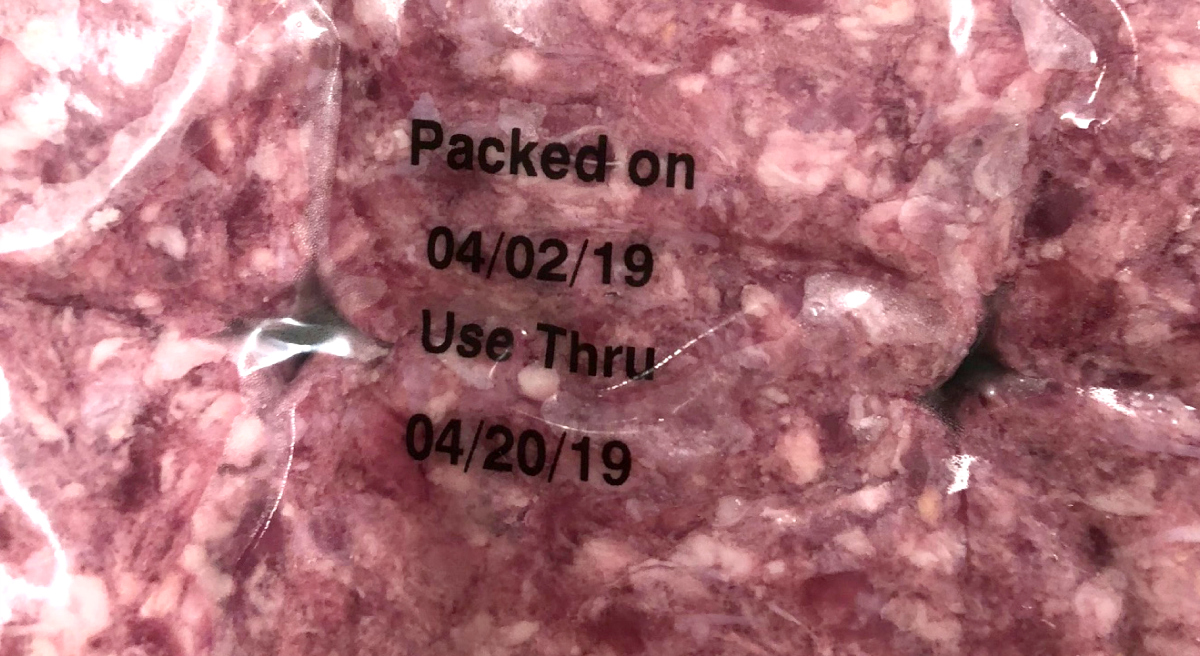 Packed on
04/02/19
Use Thru
04/20/19